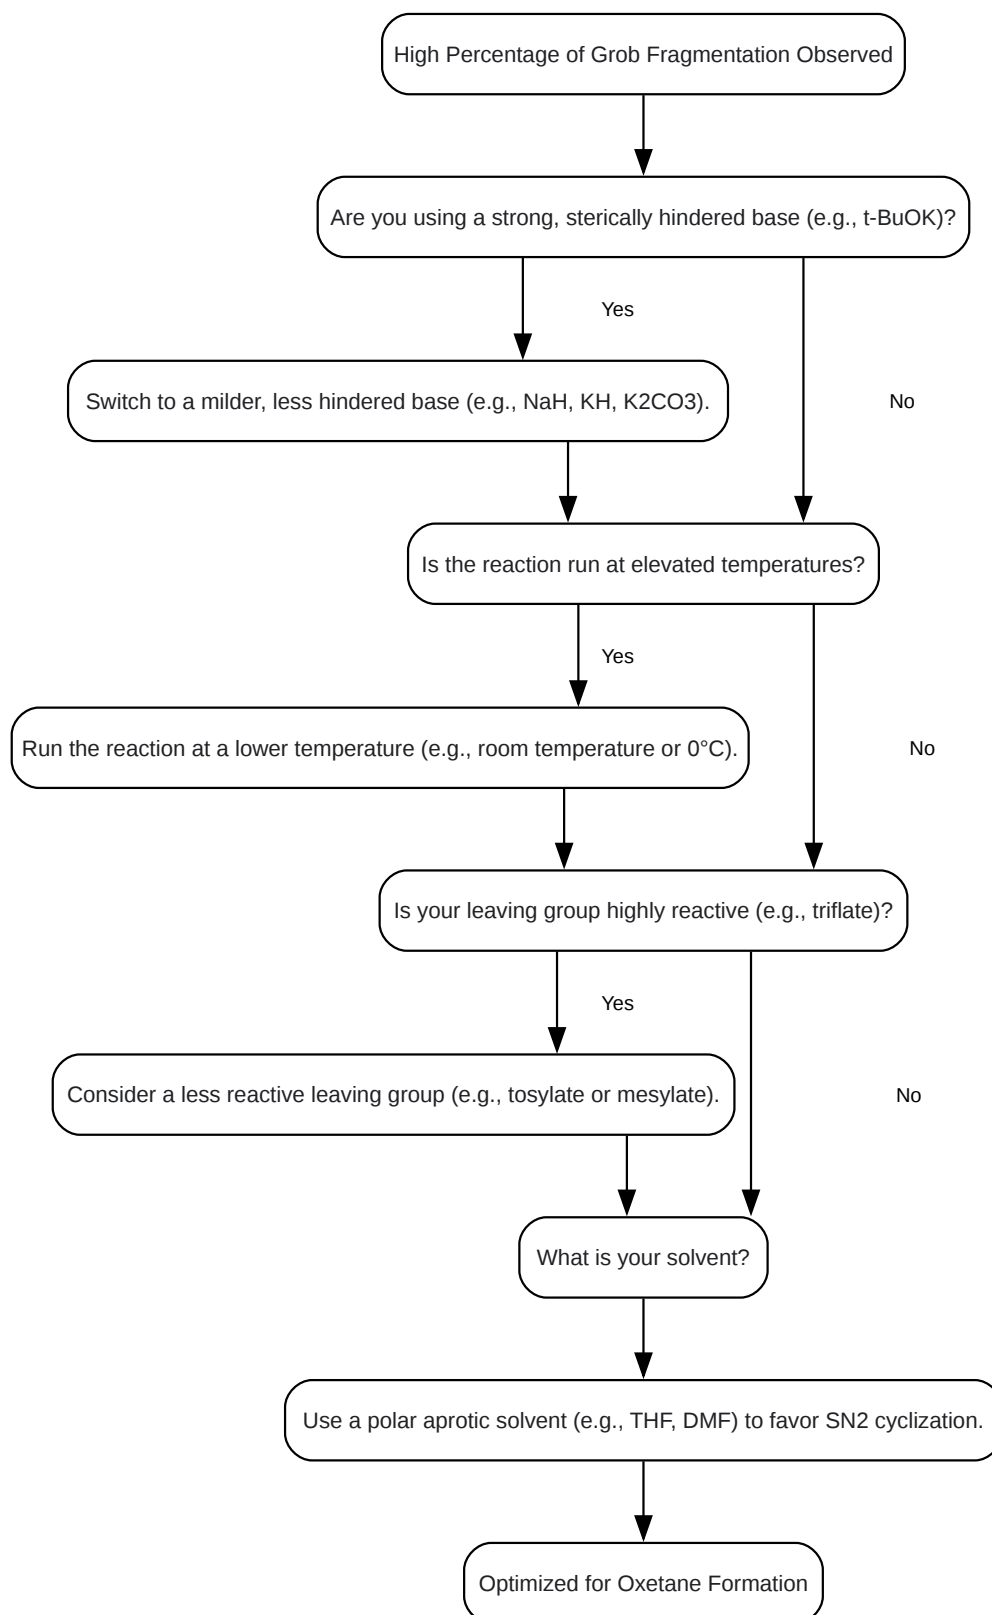 High Percentage of Grob Fragmentation Observed
Are you using a strong, sterically hindered base (e.g., t-BuOK)?
Yes
Switch to a milder, less hindered base (e.g., NaH, KH, K2CO3).
No
Is the reaction run at elevated temperatures?
Yes
Run the reaction at a lower temperature (e.g., room temperature or 0°C).
No
Is your leaving group highly reactive (e.g., triflate)?
Yes
Consider a less reactive leaving group (e.g., tosylate or mesylate).
No
What is your solvent?
Use a polar aprotic solvent (e.g., THF, DMF) to favor SN2 cyclization.
Optimized for Oxetane Formation